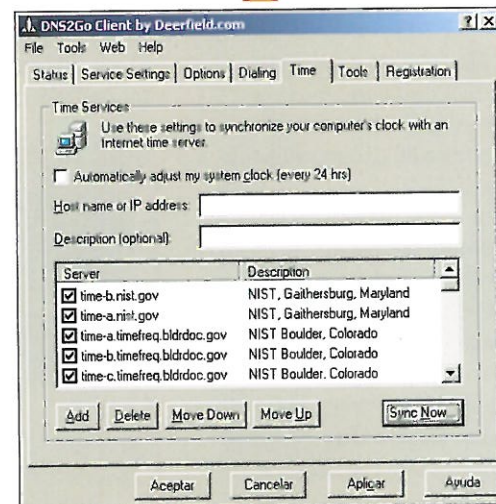 DNS2Go Client by Deerfield.com
File Tools Web Help
Status Service Settings Options Dialing Time Tools Registration
Time Services
Use these settings to synchronize your computer's clock with an
Internet time server.
Automatically adjust my system clock (every 24 hrs)
Host name or IP address:
Description (optional):
Server Description
time-b.nist.gov NIST, Gaithersburg, Maryland
time-a.nist.gov NIST, Gaithersburg, Maryland
time-a.timefreq.bldrdoc.gov NIST Boulder, Colorado
time-b.timefreq.bldrdoc.gov NIST Boulder, Colorado
time-c.timefreq.bldrdoc.gov NIST Boulder, Colorado
Add Delete Move Down Move Up Sync Now
Aceptar Cancelar Aplicar Ayuda